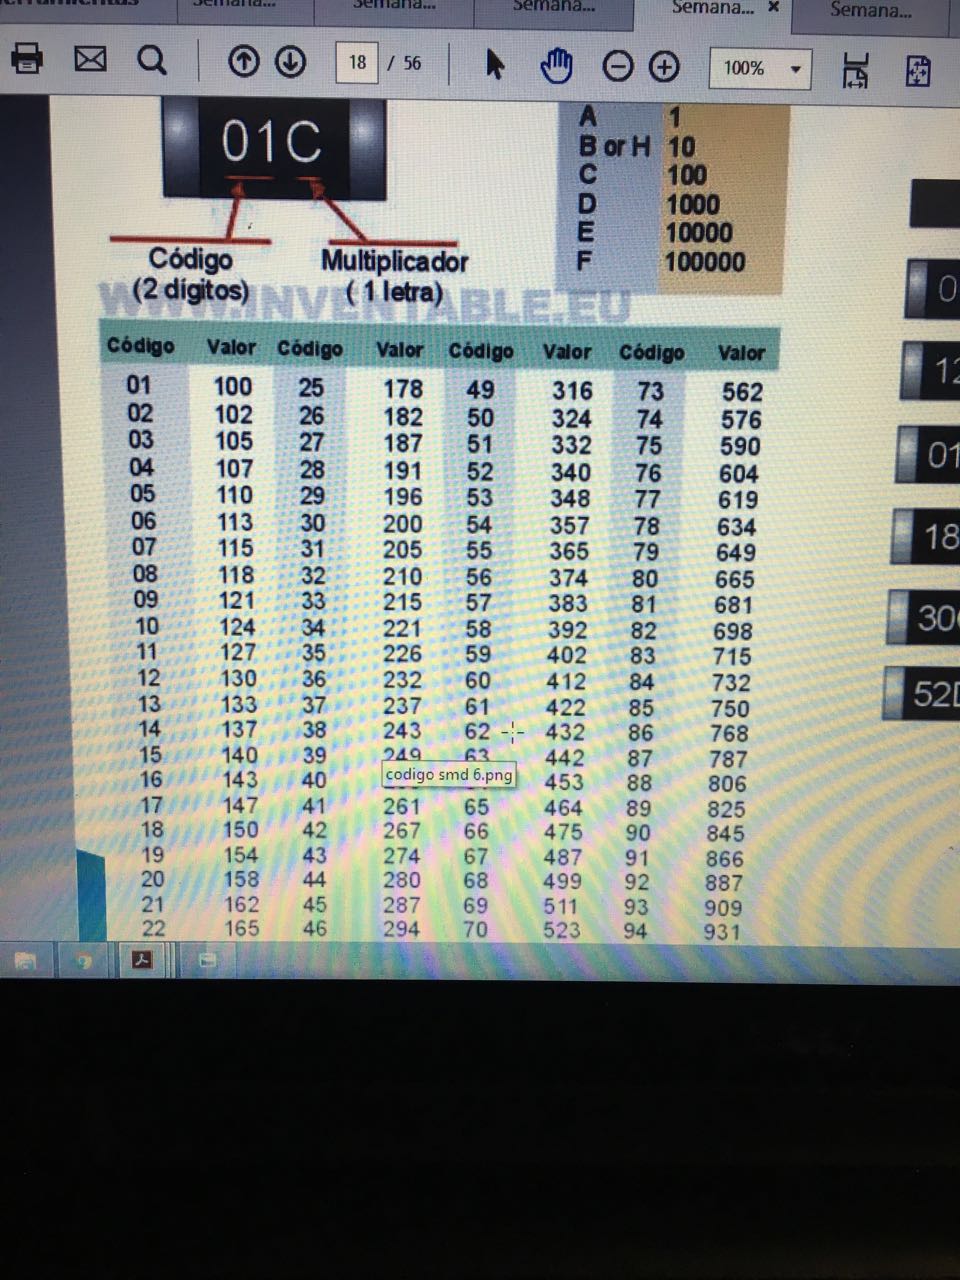 Semana... Semana... Semana... Semana... × Semana...
18 / 56 100%
01C
Código
(2 dígitos)
Multiplicador
( 1 letra)
A 1
B or H 10
C 100
D 1000
E 10000
F 100000
WWW.INVENTABLE.EU
Código Valor Código Valor Código Valor Código Valor
01 100 25 178 49 316 73 562
02 102 26 182 50 324 74 576
03 105 27 187 51 332 75 590
04 107 28 191 52 340 76 604
05 110 29 196 53 348 77 619
06 113 30 200 54 357 78 634
07 115 31 205 55 365 79 649
08 118 32 210 56 374 80 665
09 121 33 215 57 383 81 681
10 124 34 221 58 392 82 698
11 127 35 226 59 402 83 715
12 130 36 232 60 412 84 732
13 133 37 237 61 422 85 750
14 137 38 243 62 432 86 768
15 140 39 249 63 442 87 787
16 143 40 453 88 806
codigo smd 6.png
17 147 41 261 65 464 89 825
18 150 42 267 66 475 90 845
19 154 43 274 67 487 91 866
20 158 44 280 68 499 92 887
21 162 45 287 69 511 93 909
22 165 46 294 70 523 94 931
0
12
01
18
30
52D